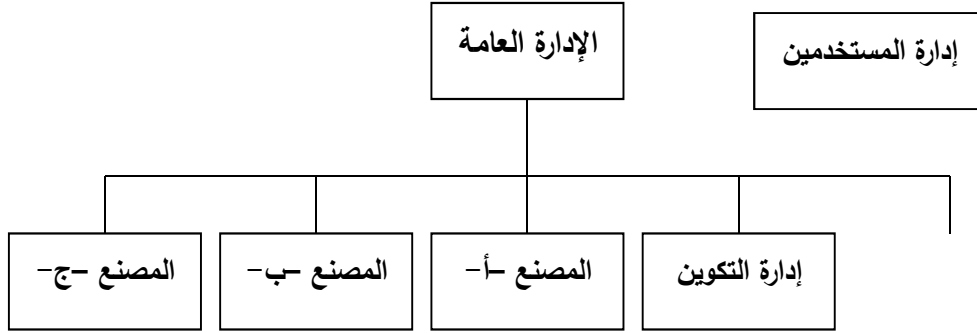 الإدارة العامة
إدارة المستخدمين
إدارة التكوين
المصنع –أ-
المصنع –ب-
المصنع –ج-